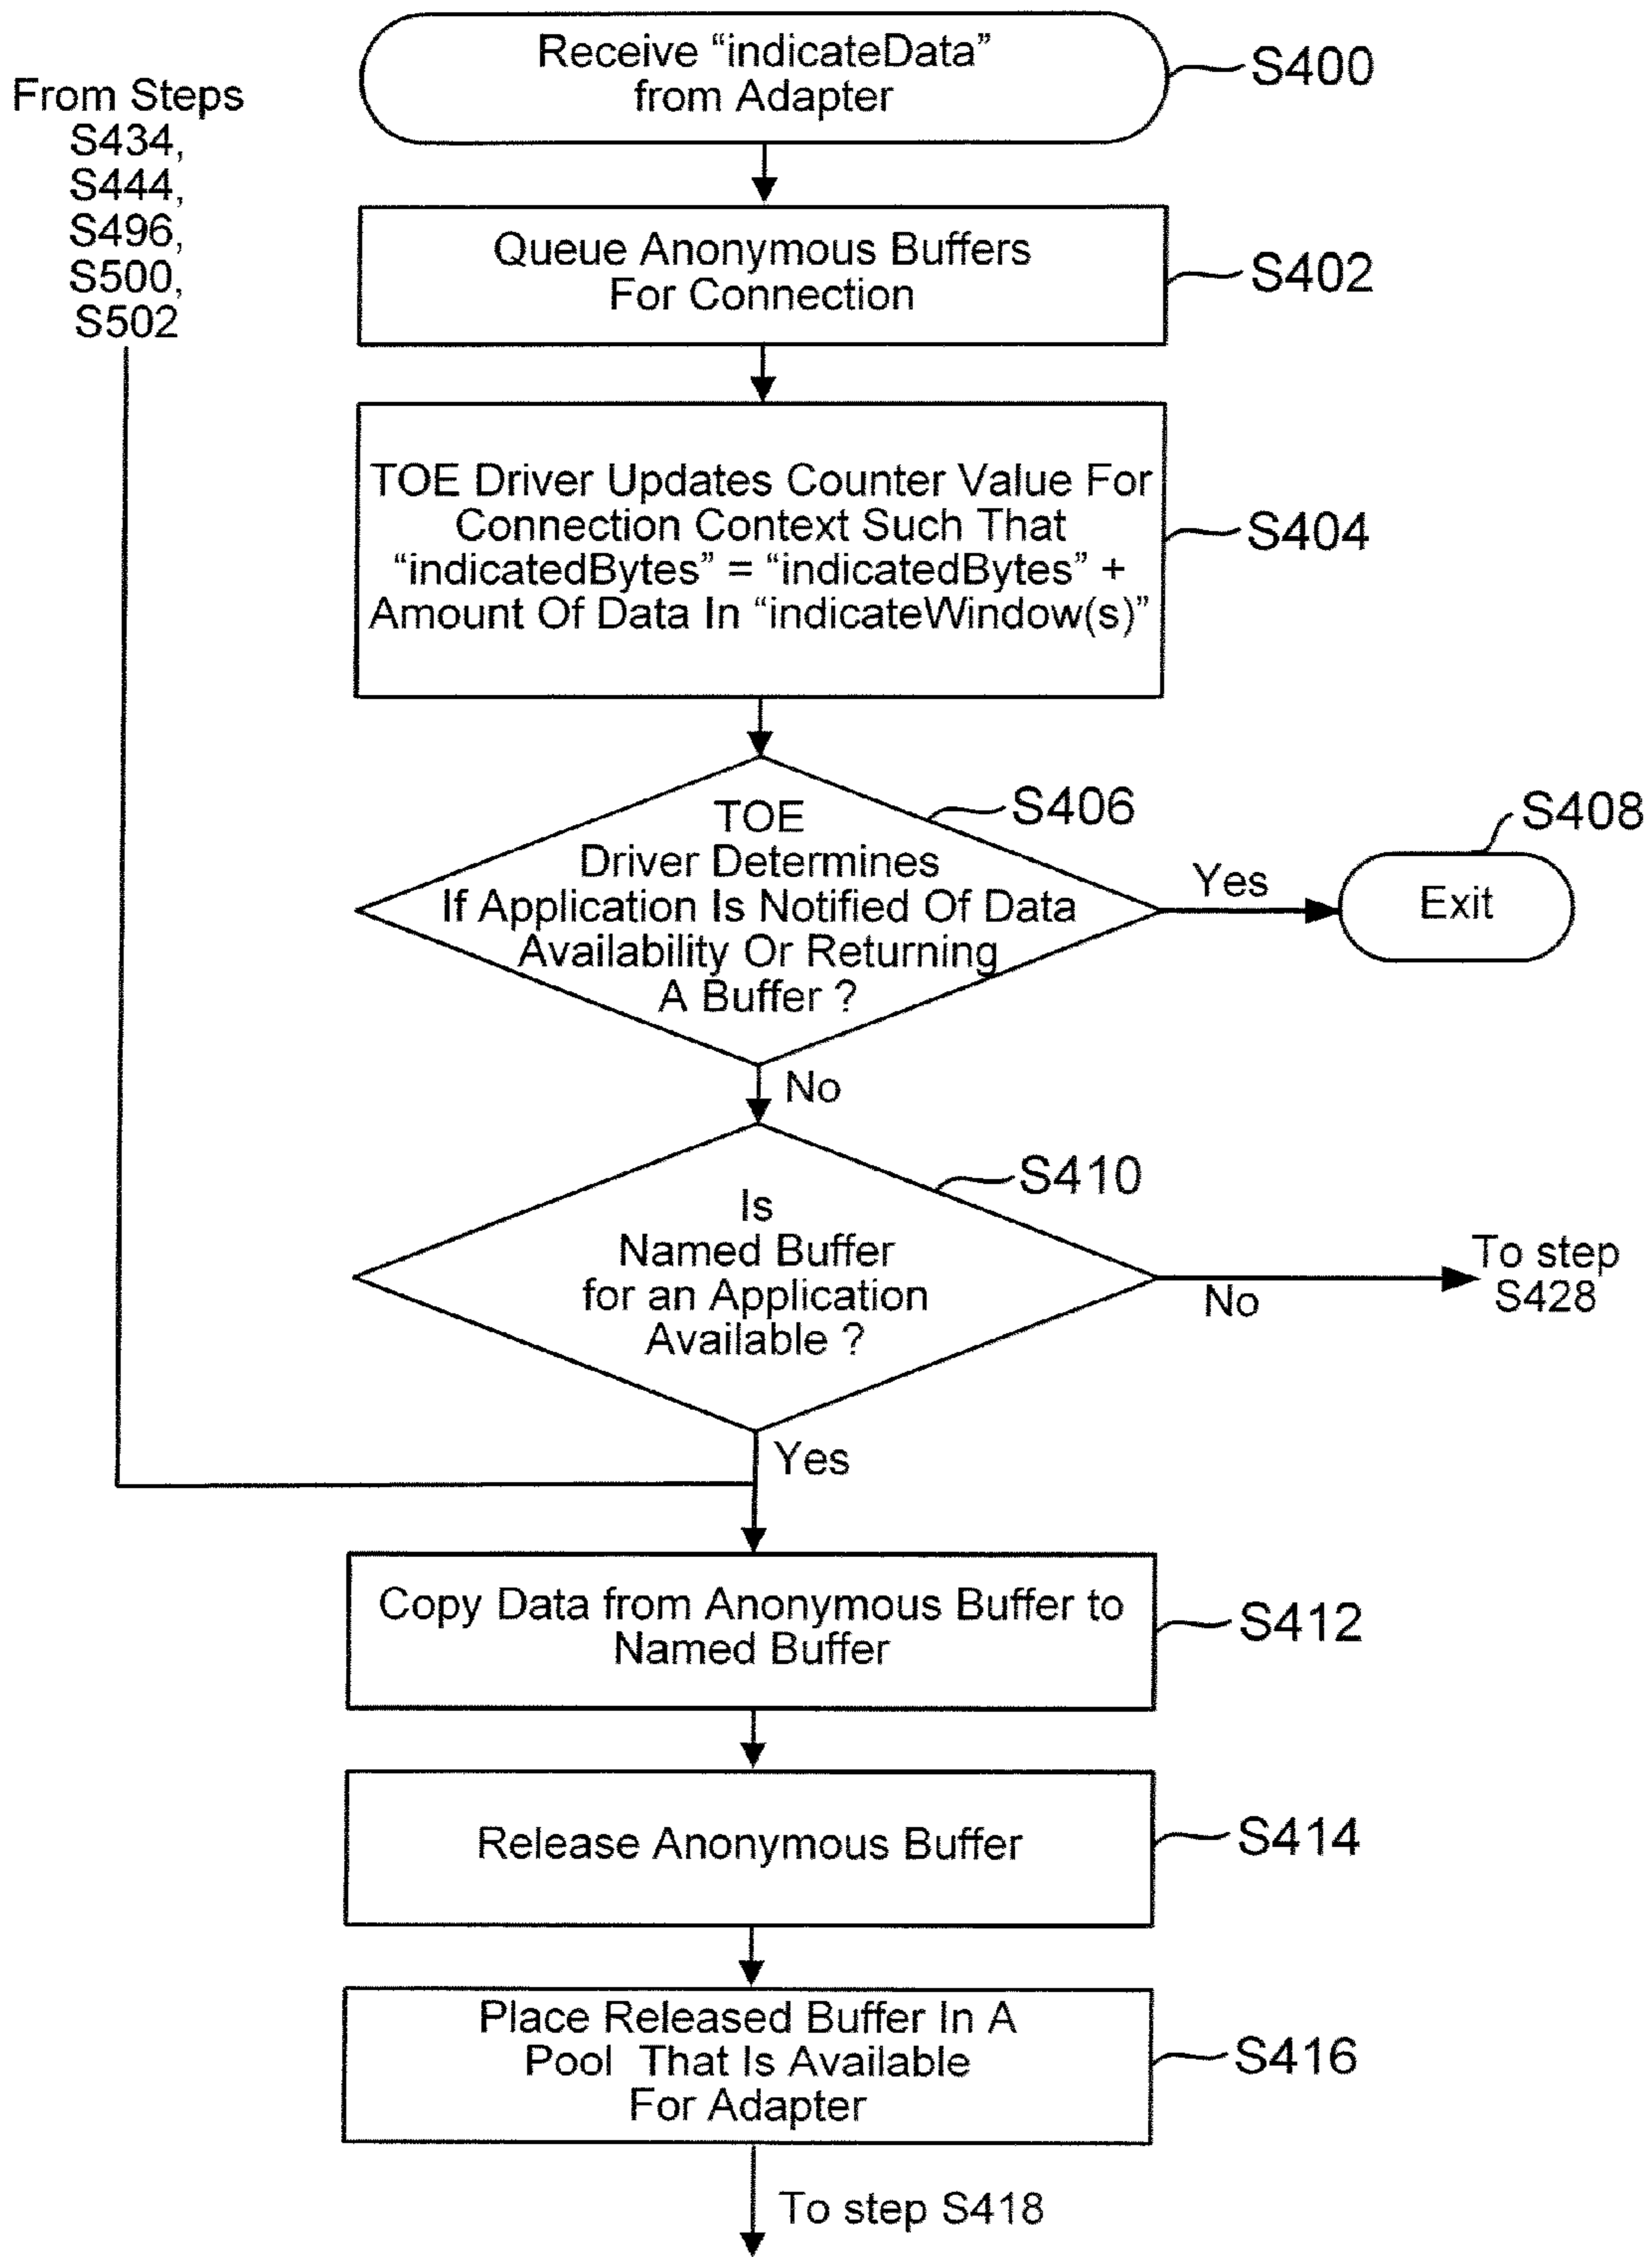 Receive “indicateData”
from Adapter
S400
From Steps
S434,
S444,
S496,
S500,
S502
Queue Anonymous Buffers
For Connection
S402
TOE Driver Updates Counter Value For
Connection Context Such That
“indicatedBytes” = “indicatedBytes” +
Amount Of Data In “indicateWindow(s)”
S404
TOE
Driver Determines
If Application Is Notified Of Data
Availability Or Returning
A Buffer ?
S406
Yes
S408
Exit
No
Is
Named Buffer
for an Application
Available ?
S410
No
To step
S428
Yes
Copy Data from Anonymous Buffer to
Named Buffer
S412
Release Anonymous Buffer
S414
Place Released Buffer In A
Pool That Is Available
For Adapter
S416
To step S418